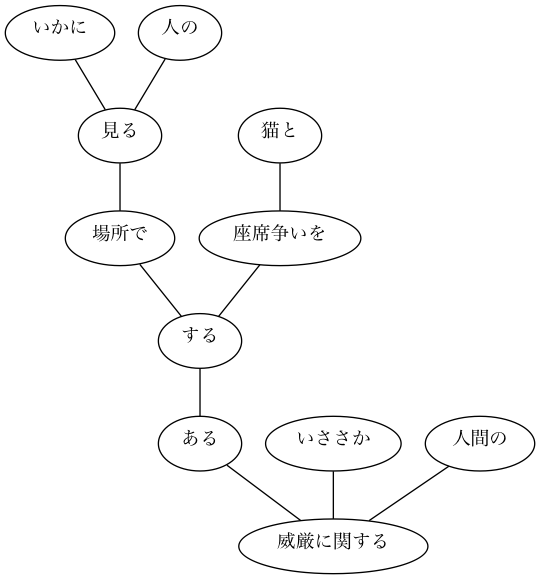 いかに
人の
見る
猫と
場所で
座席争いを
する
ある
いささか
人間の
威厳に関する